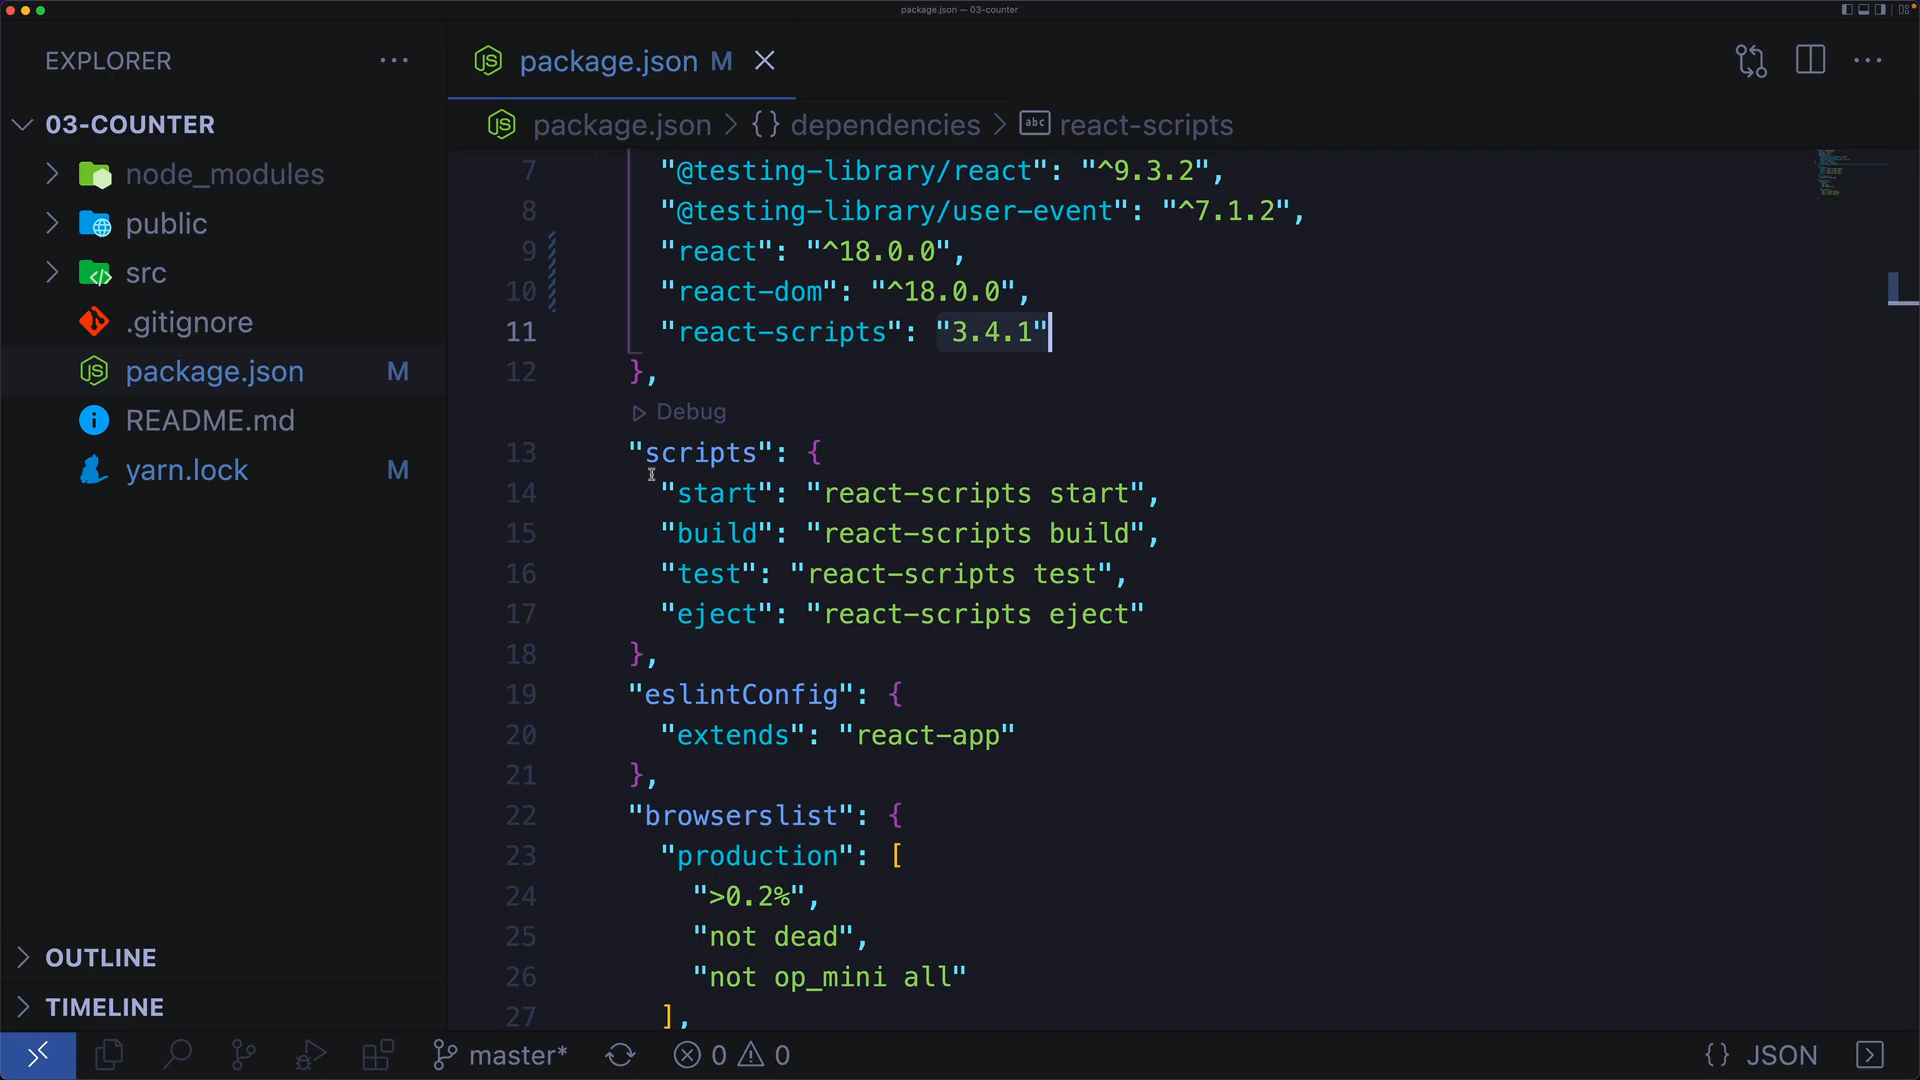 package.json — 03-counter
EXPLORER
03-COUNTER
node_modules
public
src
.gitignore
package.json M
README.md
yarn.lock M
OUTLINE
TIMELINE
package.json M
package.json > {} dependencies > abc react-scripts
7 "@testing-library/react": "^9.3.2",
8 "@testing-library/user-event": "^7.1.2",
9 "react": "^18.0.0",
10 "react-dom": "^18.0.0",
11 "react-scripts": "3.4.1"
12 },
Debug
13 "scripts": {
14 "start": "react-scripts start",
15 "build": "react-scripts build",
16 "test": "react-scripts test",
17 "eject": "react-scripts eject"
18 },
19 "eslintConfig": {
20 "extends": "react-app"
21 },
22 "browserslist": {
23 "production": [
24 ">0.2%",
25 "not dead",
26 "not op_mini all"
27 ],
master* 0 0 {} JSON